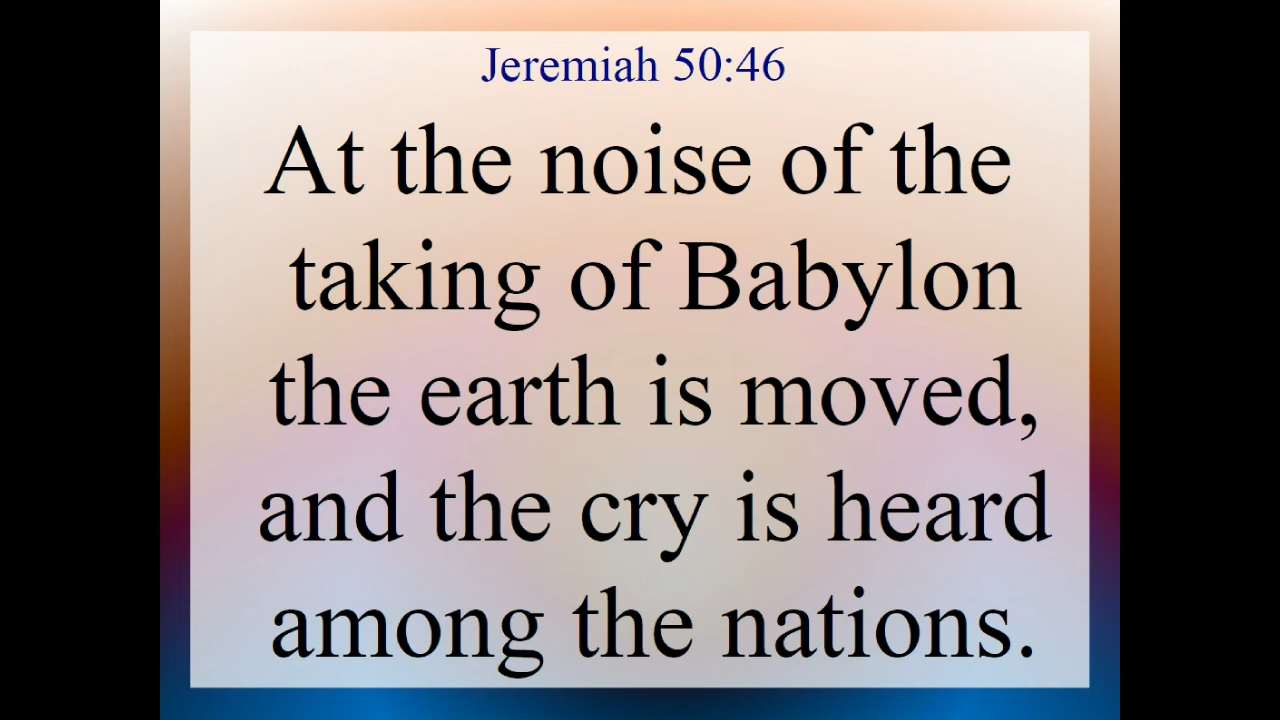 Jeremiah 50:46
At the noise of the
taking of Babylon
the earth is moved,
and the cry is heard
among the nations.